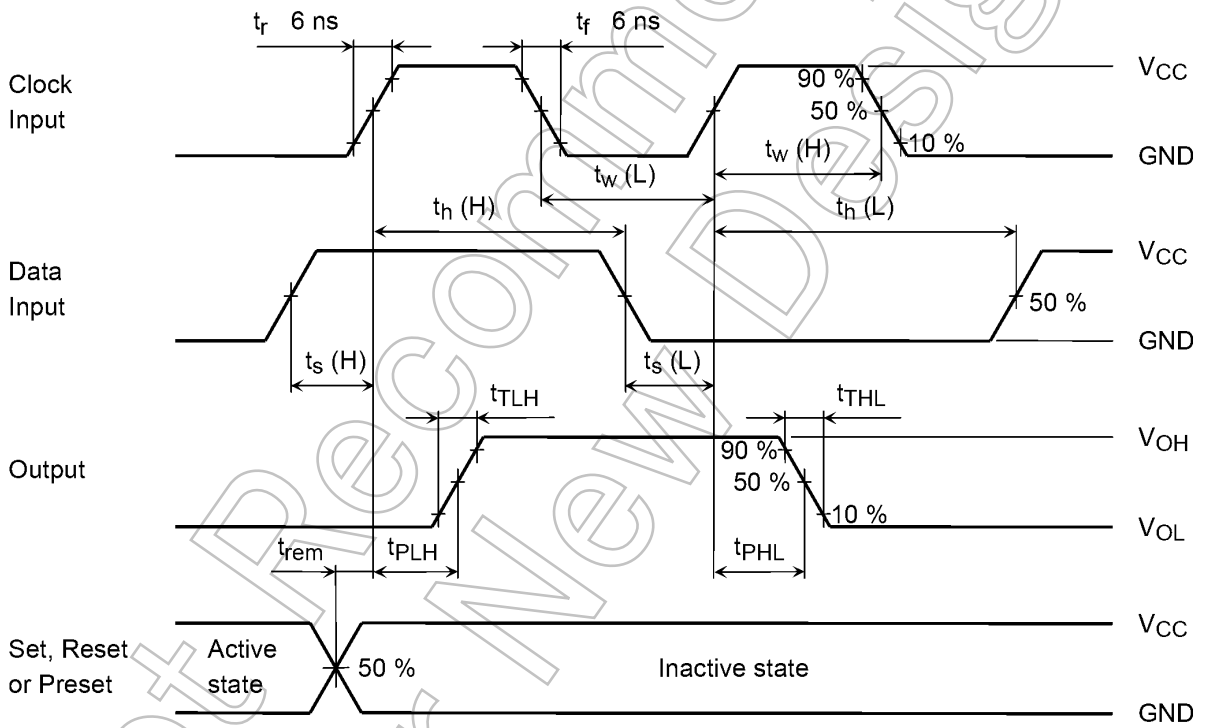 tr 6 ns
tf 6 ns
Clock
Input
90 %
50 %
10 %
VCC
GND
tw (H)
tw (L)
th (H)
th (L)
Data
Input
VCC
50 %
GND
ts (H)
ts (L)
tTLH
tTHL
Output
90 %
50 %
10 %
VOH
VOL
trem
tPLH
tPHL
Set, Reset
or Preset
Active
state
50 %
Inactive state
VCC
GND